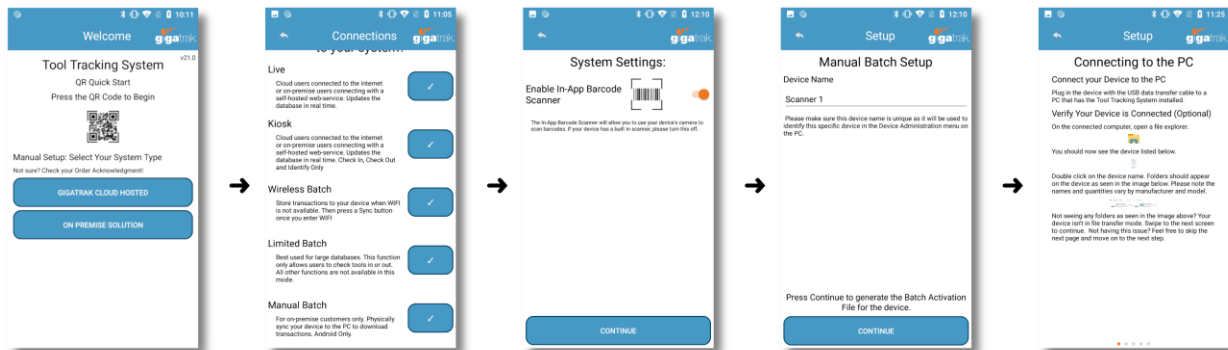 10:11
Welcome
gigatrak
Tool Tracking System
v21.0
QR Quick Start
Press the QR Code to Begin
Manual Setup: Select Your System Type
Not sure? Check your Order Acknowledgment!
GIGATRAK CLOUD HOSTED
ON PREMISE SOLUTION
11:05
Connections
gigatrak
to your system?
Live
Cloud users connected to the internet
or on-premise users connecting with a
self-hosted web-service. Updates the
database in real time.
Kiosk
Cloud users connected to the internet
or on-premise users connecting with a
self-hosted web-service. Updates the
database in real time. Check In, Check Out
and Identify Only
Wireless Batch
Store transactions to your device when WIFI
is not available. Then press a Sync button
once you enter WIFI
Limited Batch
Best used for large databases. This function
only allows users to check tools in or out.
All other functions are not available in this
mode.
Manual Batch
For on-premise customers only. Physically
sync your device to the PC to download
transactions. Android Only.
12:10
gigatrak
System Settings:
Enable In-App Barcode
Scanner
The In-App Barcode Scanner will allow you to use your device's camera to
scan barcodes. If your device has a built in scanner, please turn this off.
CONTINUE
12:10
Setup
gigatrak
Manual Batch Setup
Device Name
Scanner 1
Please make sure this device name is unique as it will be used to
identify this specific device in the Device Administration menu on
the PC.
Press Continue to generate the Batch Activation
File for the device.
CONTINUE
11:25
Setup
gigatrak
Connecting to the PC
Connect your Device to the PC
Plug in the device with the USB data transfer cable to a
PC that has the Tool Tracking System installed.
Verify Your Device is Connected (Optional)
On the connected computer, open a file explorer.
You should now see the device listed below.
Double click on the device name. Folders should appear
on the device as seen in the image below. Please note the
names and quantities vary by manufacturer and model.
Not seeing any folders as seen in the image above? Your
device isn't in file transfer mode. Swipe to the next screen
to continue. Not having this issue? Feel free to skip the
next page and move on to the next step.